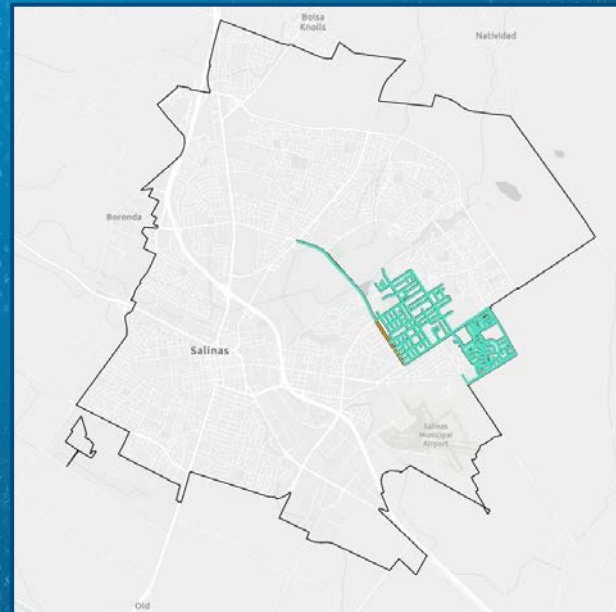 Bolsa
Knolls
Natividad
Boronda
Salinas
Salinas
Municipal
Airport
Old